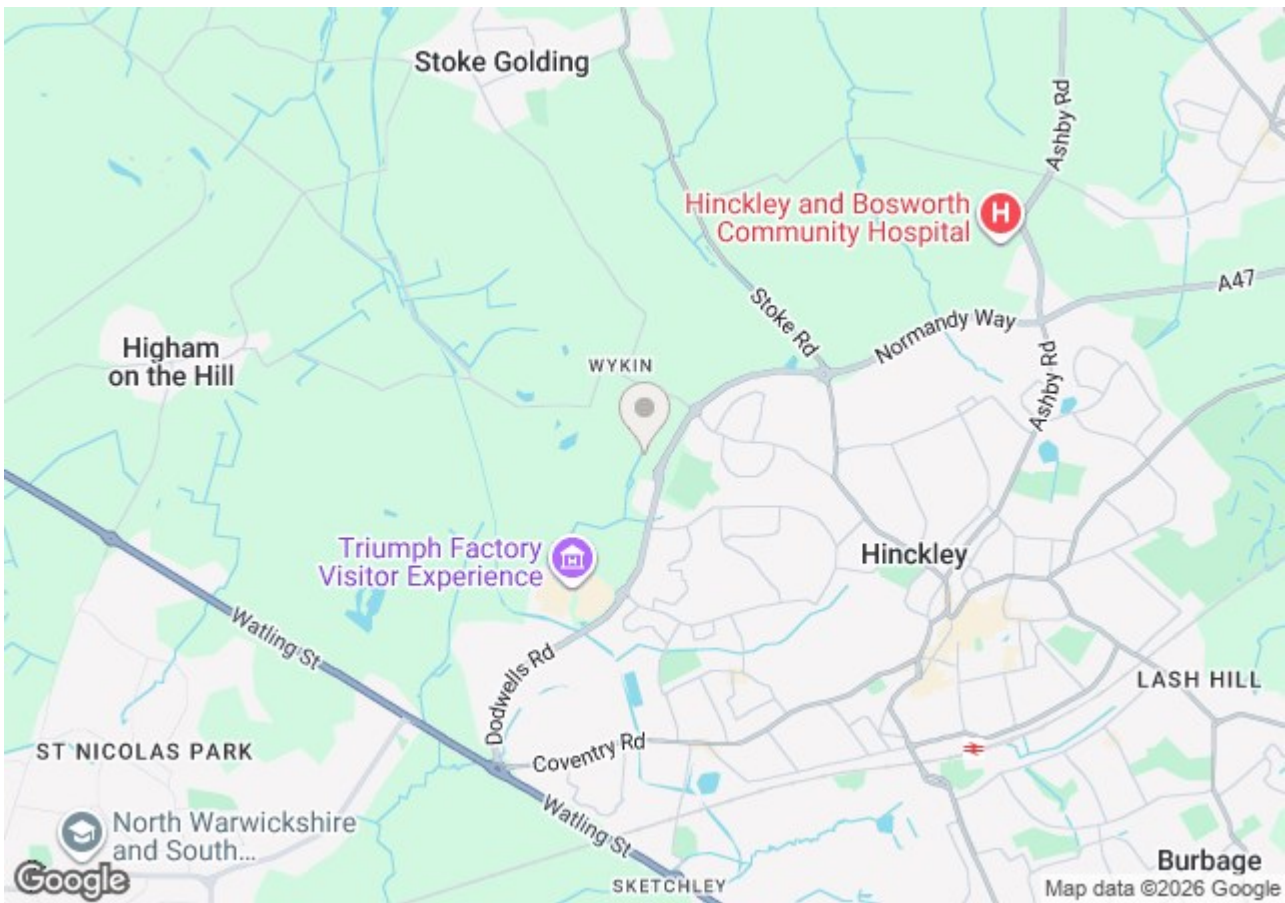 Stoke Golding
Ashby Rd
Hinckley and Bosworth
Community Hospital
H
A47
Stoke Rd
Normandy Way
Higham
on the Hill
WYKIN
Ashby Rd
Triumph Factory
Visitor Experience
Hinckley
Watling St
Dodwells Rd
LASH HILL
ST NICOLAS PARK
Coventry Rd
North Warwickshire
and South...
Watling St
Burbage
Google
SKETCHLEY
Map data ©2026 Google